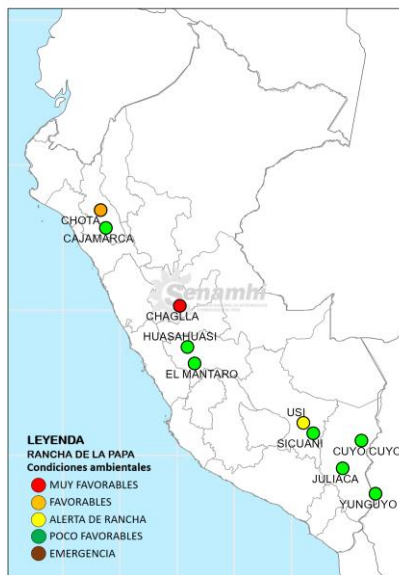 CHOTA
CAJAMARCA
Senamhi
CHAGLLA
HUASAHUASI
EL MANTARO
USI
SICUANI
CUYO CUYO
JULIACA
YUNGUYO
LEYENDA
RANCHA DE LA PAPA
Condiciones ambientales
MUY FAVORABLES
FAVORABLES
ALERTA DE RANCHA
POCO FAVORABLES
EMERGENCIA